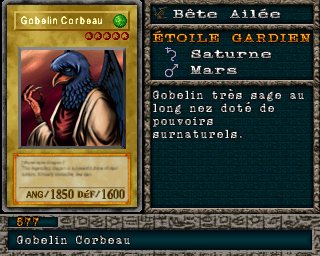 Gobelin Corbeau
ANG/1850 DÉF/1600
Bête Ailée
ÉTOILE GARDIEN
Saturne
Mars
Gobelin très sage au
long nez doté de
pouvoirs
surnaturels.
577
Gobelin Corbeau